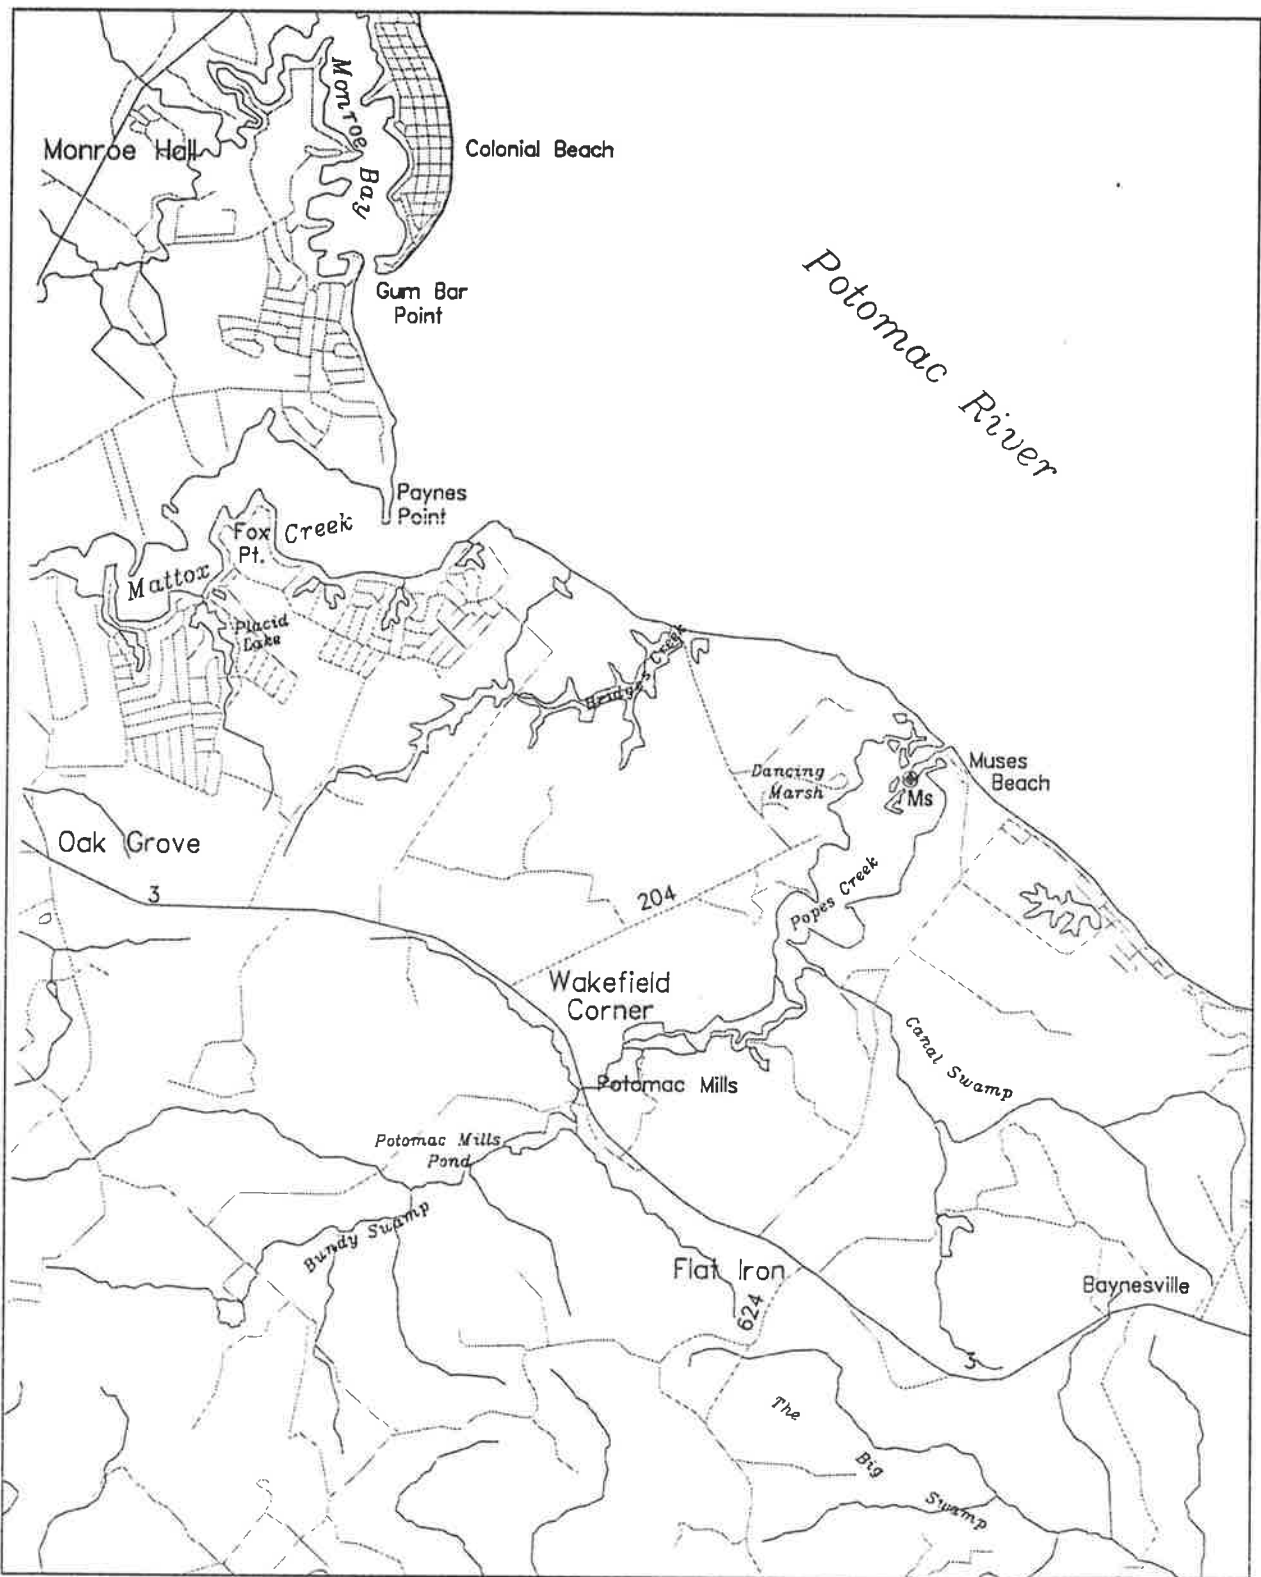 Monroe Bay
Monroe Hall
Colonial Beach
Potomac River
Gum Bar
Point
Paynes
Point
Fox
Pt.
Mattox Creek
Placid
Lake
Bridges Creek
Muses
Beach
Dancing
Marsh
Ms
Oak Grove
3
204
Popes Creek
Wakefield
Corner
Canal Swamp
Potomac Mills
Potomac Mills
Pond
Bundy Swamp
Flat Iron
Baynesville
624
3
The
Big
Swamp